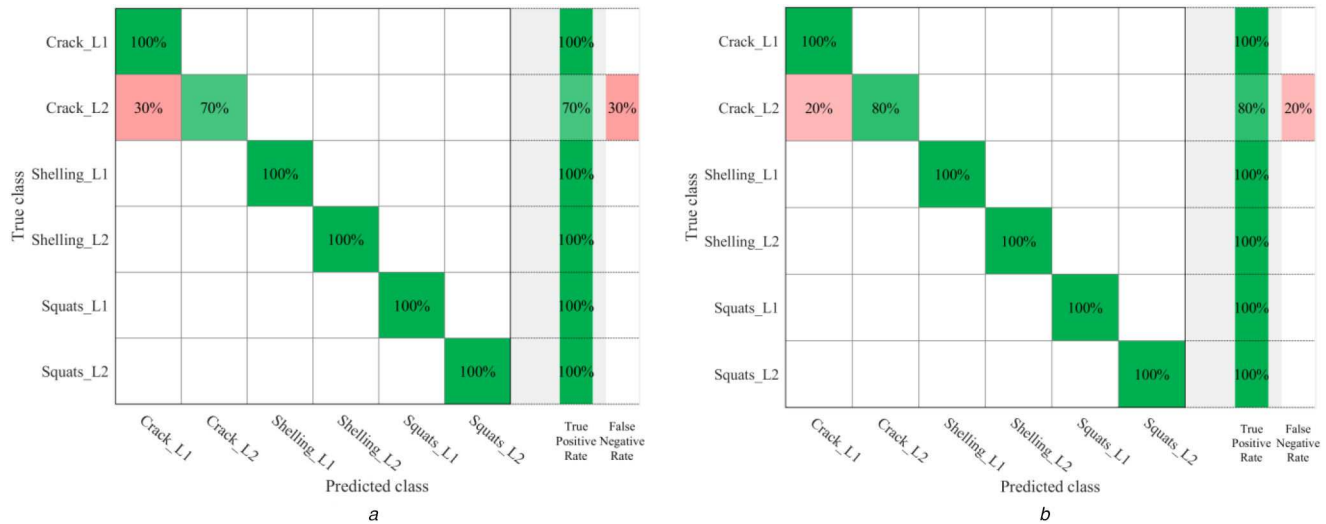 Crack_L1
100%
100%
Crack_L2
30%
70%
70%
30%
Shelling_L1
100%
100%
Shelling_L2
100%
100%
Squats_L1
100%
100%
Squats_L2
100%
100%
True class
Crack_L1
Crack_L2
Shelling_L1
Shelling_L2
Squats_L1
Squats_L2
True
Positive
Rate
False
Negative
Rate
Predicted class
a
Crack_L1
100%
100%
Crack_L2
20%
80%
80%
20%
Shelling_L1
100%
100%
Shelling_L2
100%
100%
Squats_L1
100%
100%
Squats_L2
100%
100%
True class
Crack_L1
Crack_L2
Shelling_L1
Shelling_L2
Squats_L1
Squats_L2
True
Positive
Rate
False
Negative
Rate
Predicted class
b